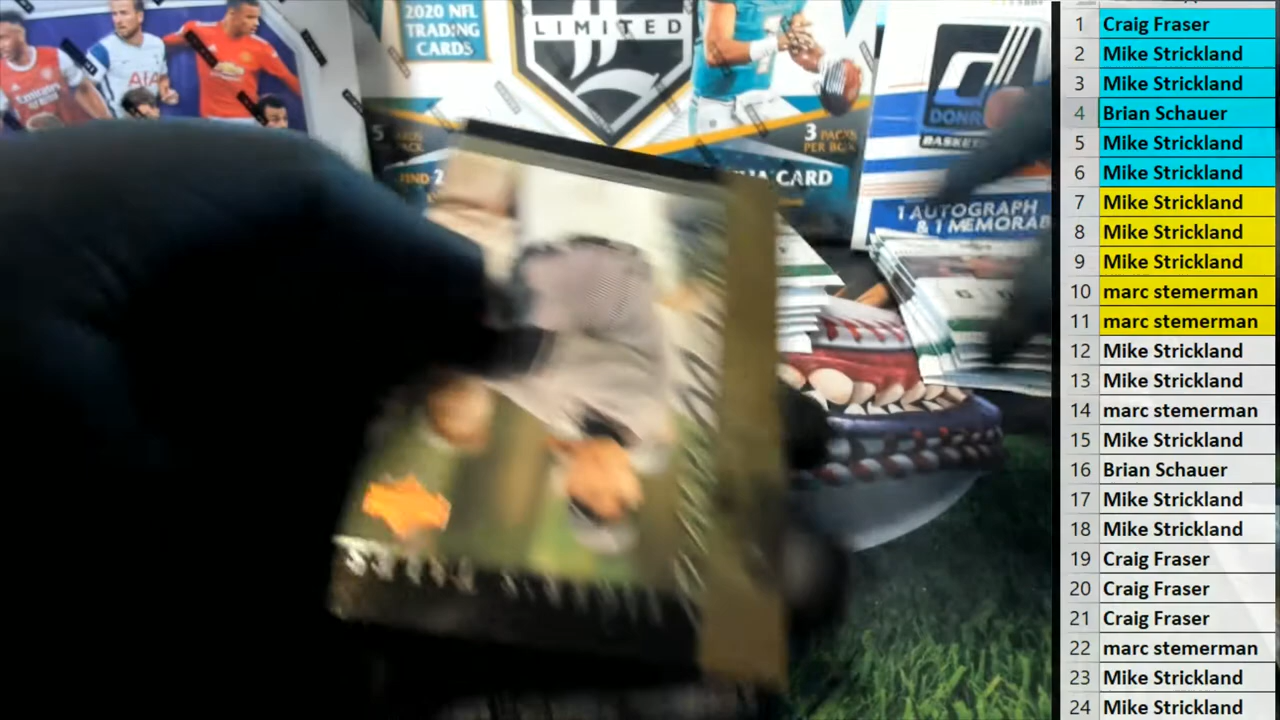 2020 NFL
TRADING
CARDS
LIMITED
3 PACKS
PER BOX
FIND 2
CARD
DONR
BASKE
1 AUTOGRAPH
& 1 MEMORAB
1 Craig Fraser
2 Mike Strickland
3 Mike Strickland
4 Brian Schauer
5 Mike Strickland
6 Mike Strickland
7 Mike Strickland
8 Mike Strickland
9 Mike Strickland
10 marc stemerman
11 marc stemerman
12 Mike Strickland
13 Mike Strickland
14 marc stemerman
15 Mike Strickland
16 Brian Schauer
17 Mike Strickland
18 Mike Strickland
19 Craig Fraser
20 Craig Fraser
21 Craig Fraser
22 marc stemerman
23 Mike Strickland
24 Mike Strickland